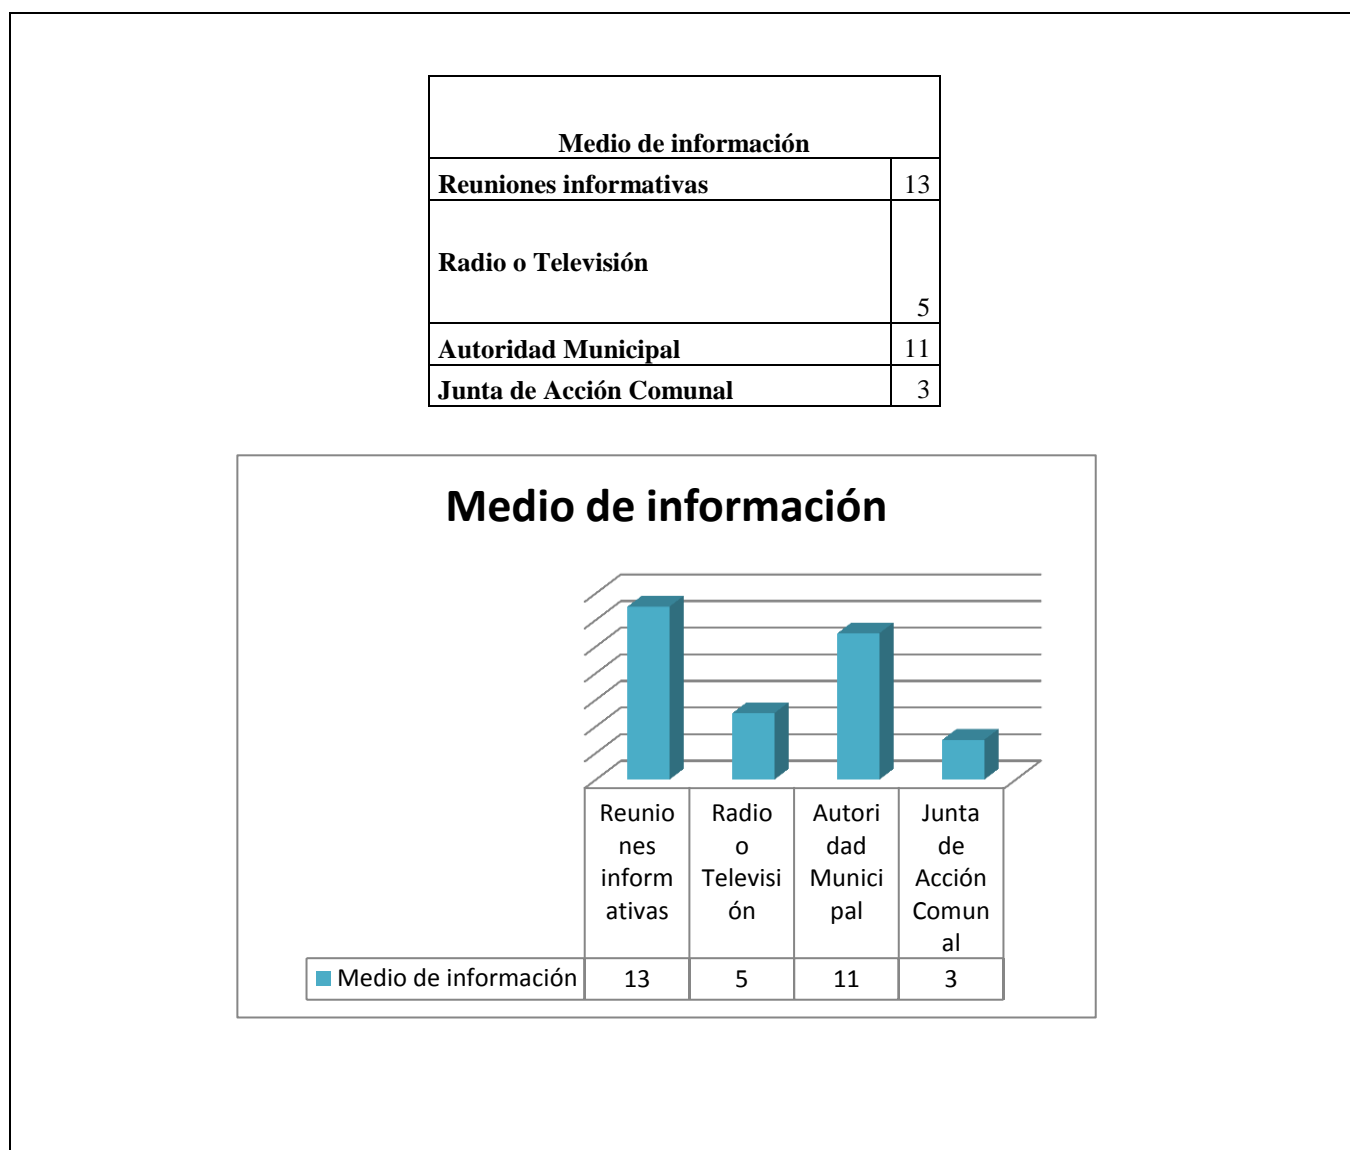 Medio de información
Reuniones informativas 13
Radio o Televisión
5
Autoridad Municipal 11
Junta de Acción Comunal 3
Medio de información
Reunio
nes
inform
ativas
Radio
o
Televisi
ón
Autori
dad
Munici
pal
Junta
de
Acción
Comun
al
Medio de información 13 5 11 3